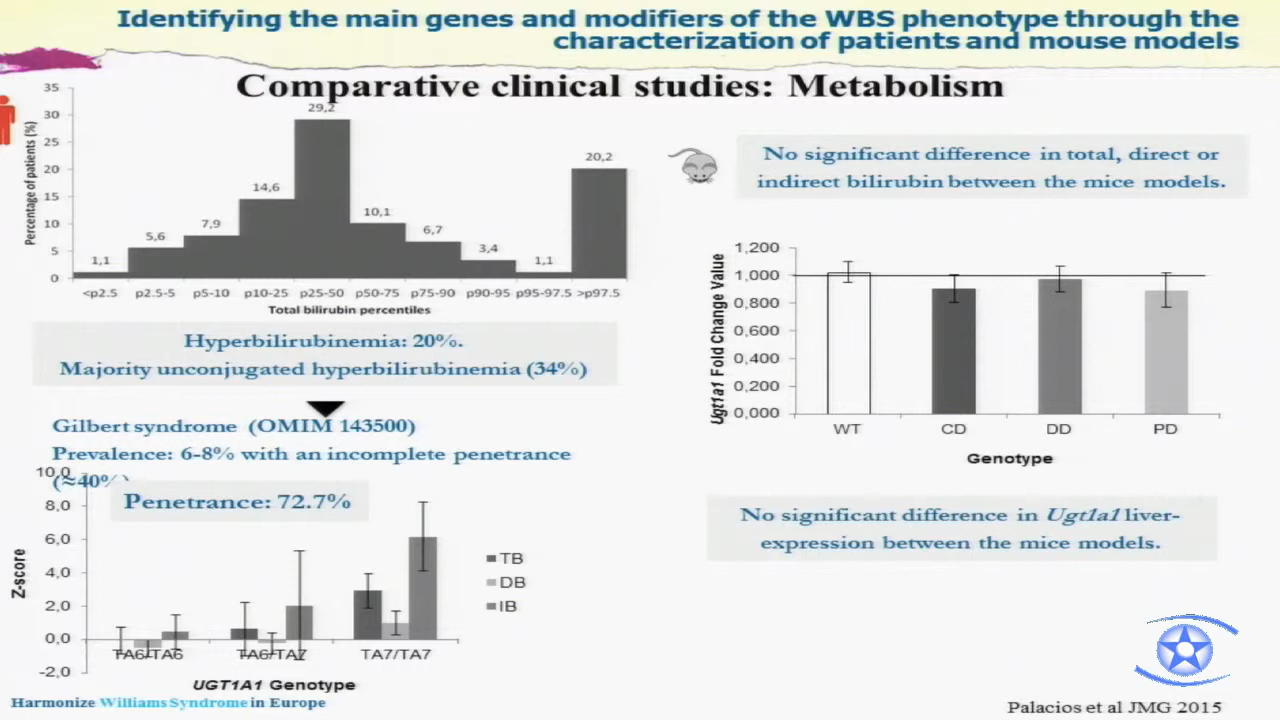 Identifying the main genes and modifiers of the WBS phenotype through the
characterization of patients and mouse models
Comparative clinical studies: Metabolism
Percentage of patients (%)
35
30
25
20
15
10
5
0
1,1
5,6
7,9
14,6
29,2
10,1
6,7
3,4
1,1
20,2
<p2.5 p2.5-5 p5-10 p10-25 p25-50 p50-75 p75-90 p90-95 p95-97.5 >p97.5
Total bilirubin percentiles
Hyperbilirubinemia: 20%.
Majority unconjugated hyperbilirubinemia (34%)
Gilbert syndrome (OMIM 143500)
Prevalence: 6-8% with an incomplete penetrance
(≈40%)
Penetrance: 72.7%
Z-score
10,0
8,0
6,0
4,0
2,0
0,0
-2,0
TA6/TA6 TA6/TA7 TA7/TA7
UGT1A1 Genotype
TB
DB
IB
No significant difference in total, direct or
indirect bilirubin between the mice models.
Ugt1a1 Fold Change Value
1,200
1,000
0,800
0,600
0,400
0,200
0,000
WT CD DD PD
Genotype
No significant difference in Ugt1a1 liver-
expression between the mice models.
Harmonize Williams Syndrome in Europe
Palacios et al JMG 2015